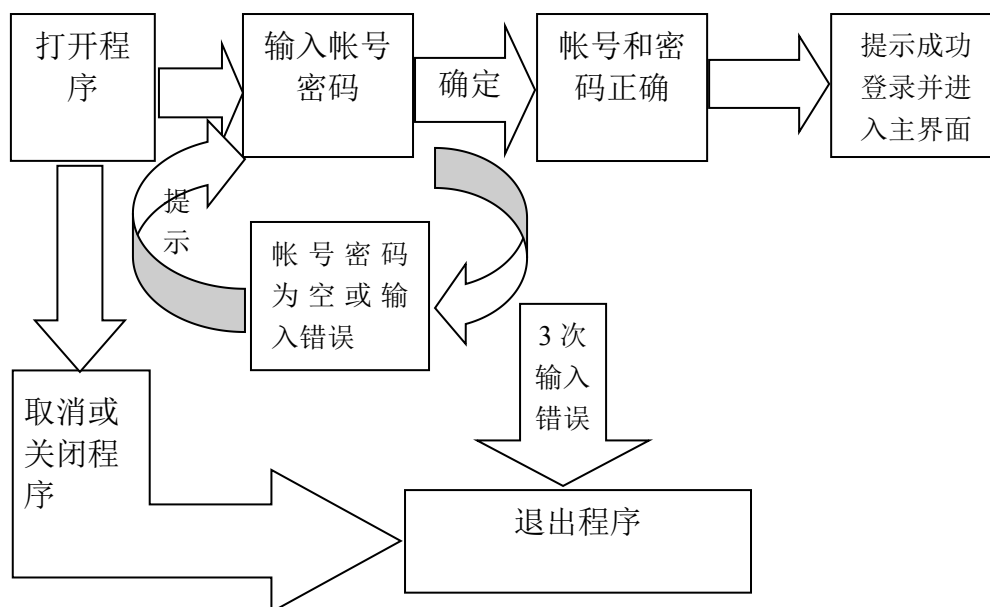 打开程
序
输入帐号
密码
确定
帐号和密
码正确
提示成功
登录并进
入主界面
提
示
帐号密码
为空或输
入错误
3次
输入
错误
取消或
关闭程
序
退出程序